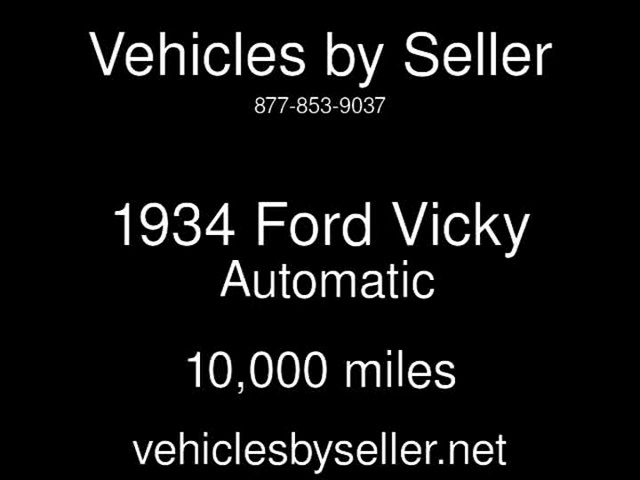 Vehicles by Seller
877-853-9037
1934 Ford Vicky
Automatic
10,000 miles
vehiclesbyseller.net